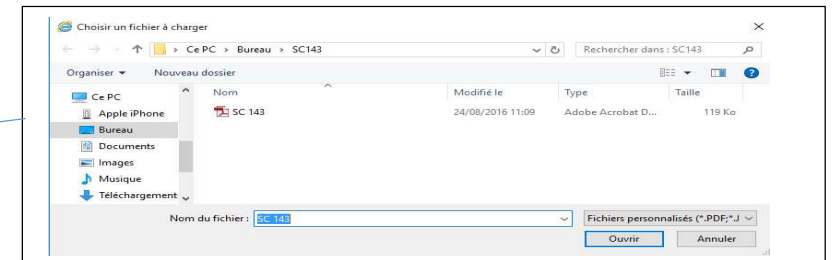 Choisir un fichier à charger
Ce PC > Bureau > SC143
Rechercher dans : SC143
Organiser
Nouveau dossier
Nom
Modifié le
Type
Taille
Ce PC
Apple iPhone
Bureau
Documents
Images
Musique
Téléchargement
SC 143
24/08/2016 11:09
Adobe Acrobat D...
119 Ko
Nom du fichier :
SC 143
Fichiers personnalisés (*.PDF;*.J
Ouvrir
Annuler